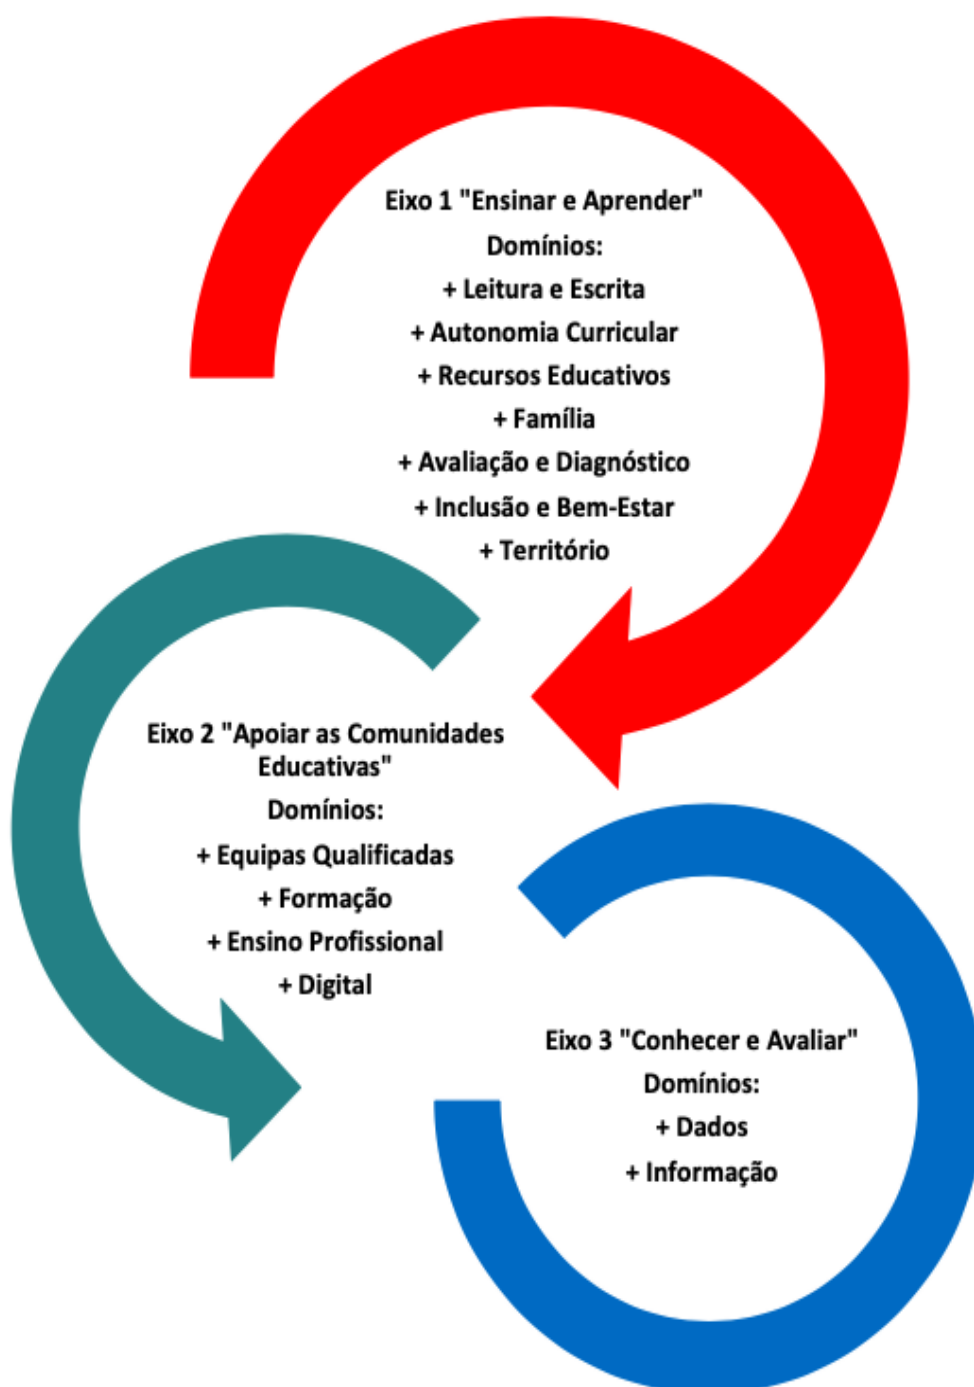 Eixo 1 "Ensinar e Aprender"
Domínios:
+ Leitura e Escrita
+ Autonomia Curricular
+ Recursos Educativos
+ Família
+ Avaliação e Diagnóstico
+ Inclusão e Bem-Estar
+ Território
Eixo 2 "Apoiar as Comunidades
Educativas"
Domínios:
+ Equipas Qualificadas
+ Formação
+ Ensino Profissional
+ Digital
Eixo 3 "Conhecer e Avaliar"
Domínios:
+ Dados
+ Informação